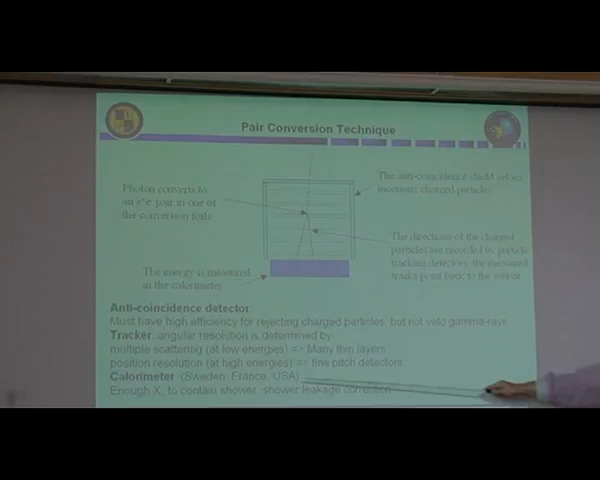 Pair Conversion Technique
Photon converts to
an e⁺e⁻ pair in one of
the conversion foils
The anti-coincidence shield vetoes
incoming charged particles
The directions of the charged
particles are recorded by particle
tracking detectors, the measured
tracks point back to the source
The energy is measured
in the calorimeter
Anti-coincidence detector:
Must have high efficiency for rejecting charged particles, but not veto gamma-rays
Tracker: angular resolution is determined by
multiple scattering (at low energies) => Many thin layers
position resolution (at high energies) => fine pitch detectors
Calorimeter: (Sweden, France, USA)
Enough X₀ to contain shower, shower leakage correction